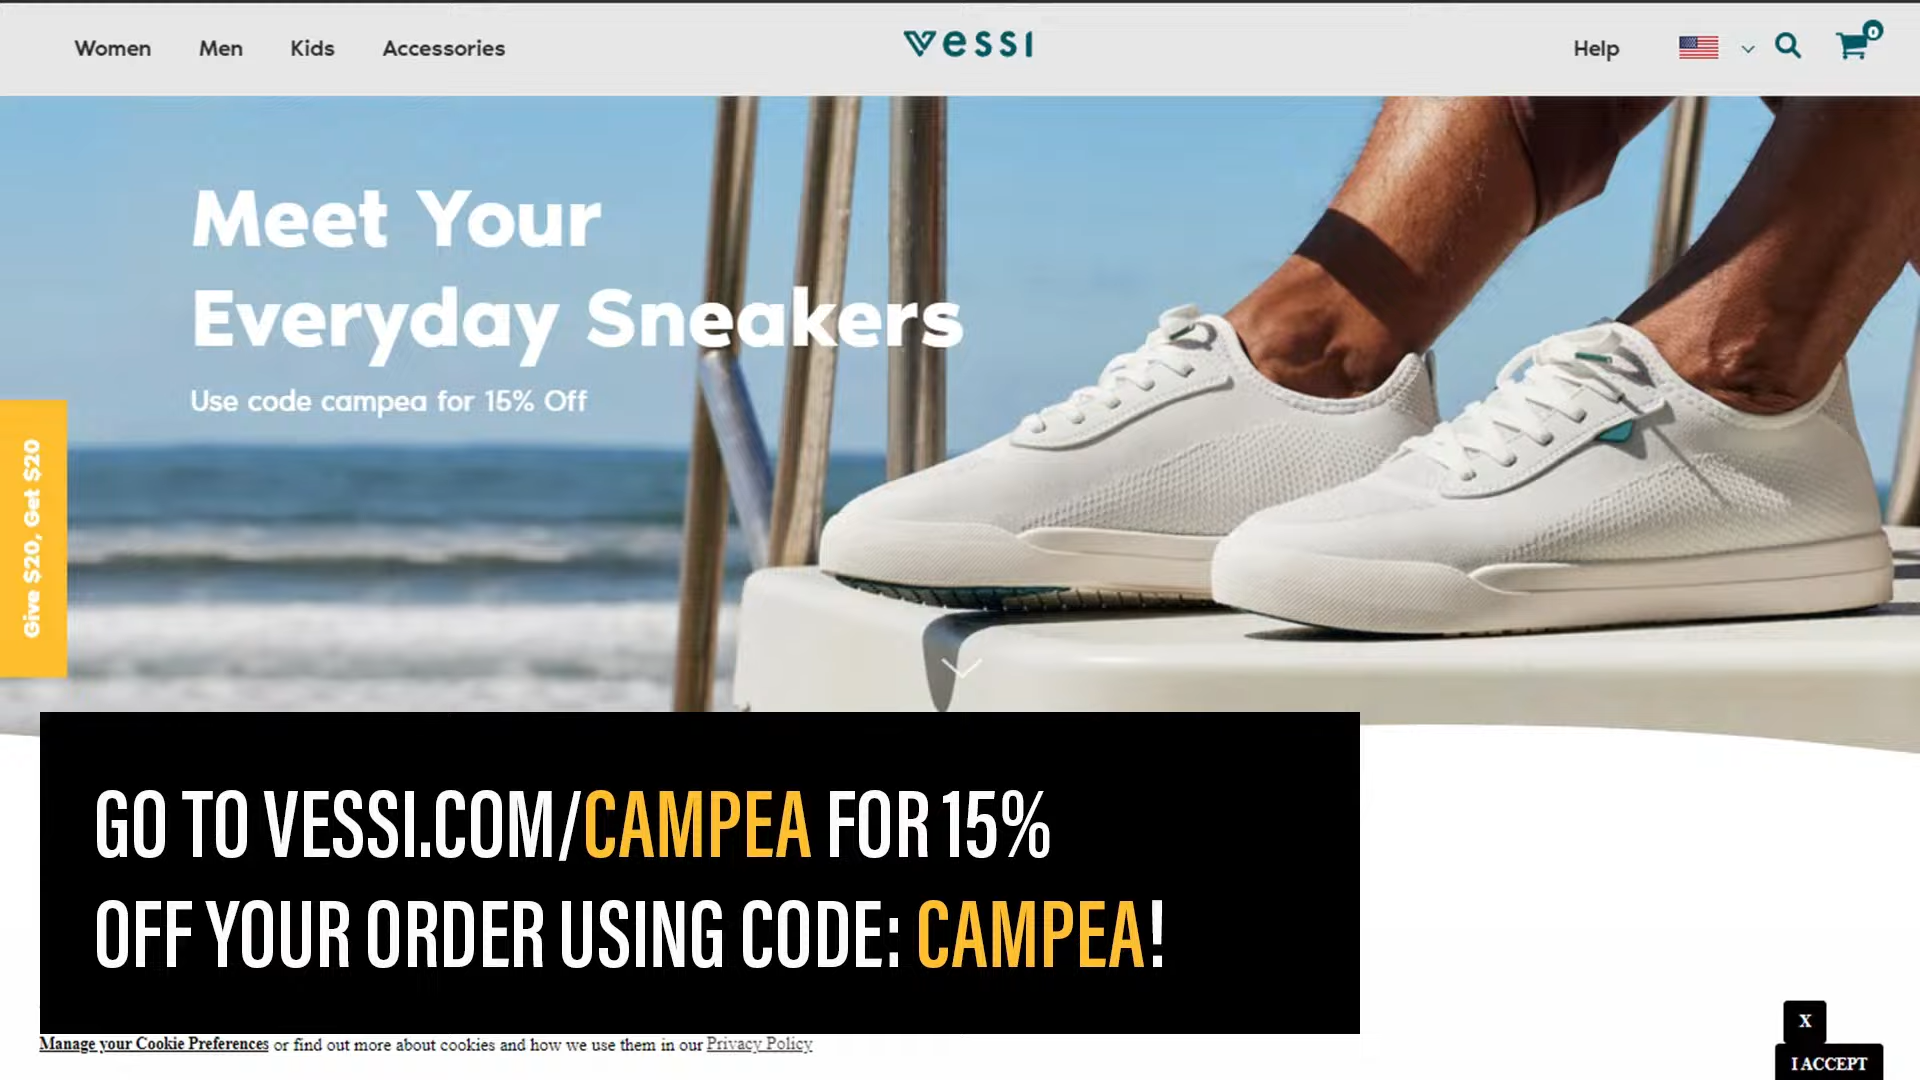 Women Men Kids Accessories
vessi
Help
0
Meet Your
Everyday Sneakers
Use code campea for 15% Off
Give $20, Get $20
GO TO VESSI.COM/CAMPEA FOR 15%
OFF YOUR ORDER USING CODE: CAMPEA!
Manage your Cookie Preferences or find out more about cookies and how we use them in our Privacy Policy
X
I ACCEPT